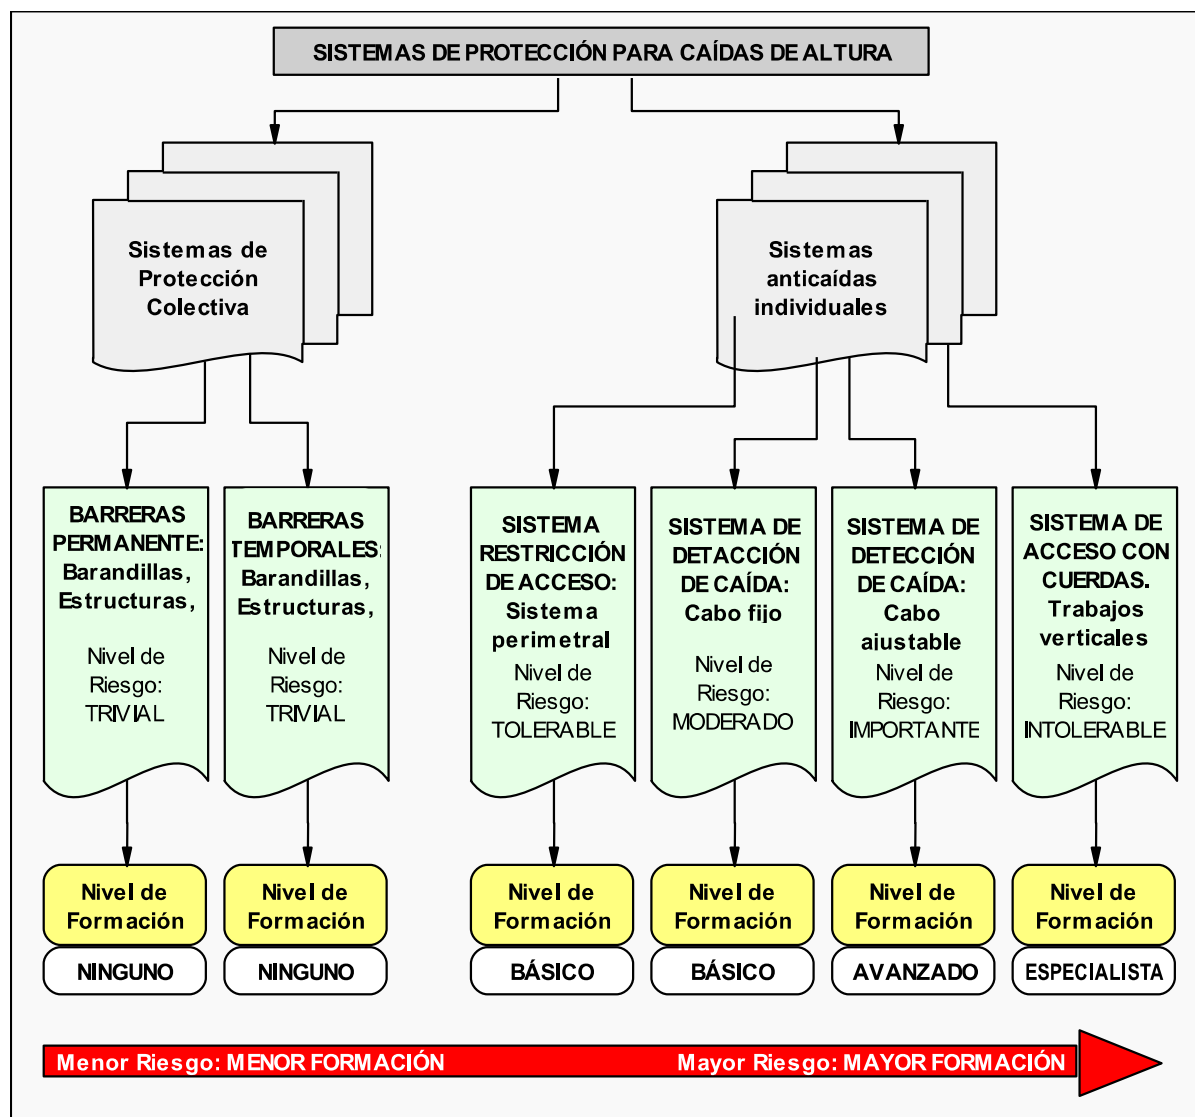 SISTEMAS DE PROTECCIÓN PARA CAÍDAS DE ALTURA
Sistemas de
Protección
Colectiva
Sistemas
anticaídas
individuales
BARRERAS
PERMANENTE:
Barandillas,
Estructuras,
Nivel de
Riesgo:
TRIVIAL
BARRERAS
TEMPORALES:
Barandillas,
Estructuras,
Nivel de
Riesgo:
TRIVIAL
SISTEMA
RESTRICCIÓN
DE ACCESO:
Sistema
perimetral
Nivel de
Riesgo:
TOLERABLE
SISTEMA DE
DETACCIÓN
DE CAÍDA:
Cabo fijo
Nivel de
Riesgo:
MODERADO
SISTEMA DE
DETECCIÓN
DE CAÍDA:
Cabo
ajustable
Nivel de
Riesgo:
IMPORTANTE
SISTEMA DE
ACCESO CON
CUERDAS.
Trabajos
verticales
Nivel de
Riesgo:
INTOLERABLE
Nivel de
Formación
NINGUNO
Nivel de
Formación
NINGUNO
Nivel de
Formación
BÁSICO
Nivel de
Formación
BÁSICO
Nivel de
Formación
AVANZADO
Nivel de
Formación
ESPECIALISTA
Menor Riesgo: MENOR FORMACIÓN
Mayor Riesgo: MAYOR FORMACIÓN